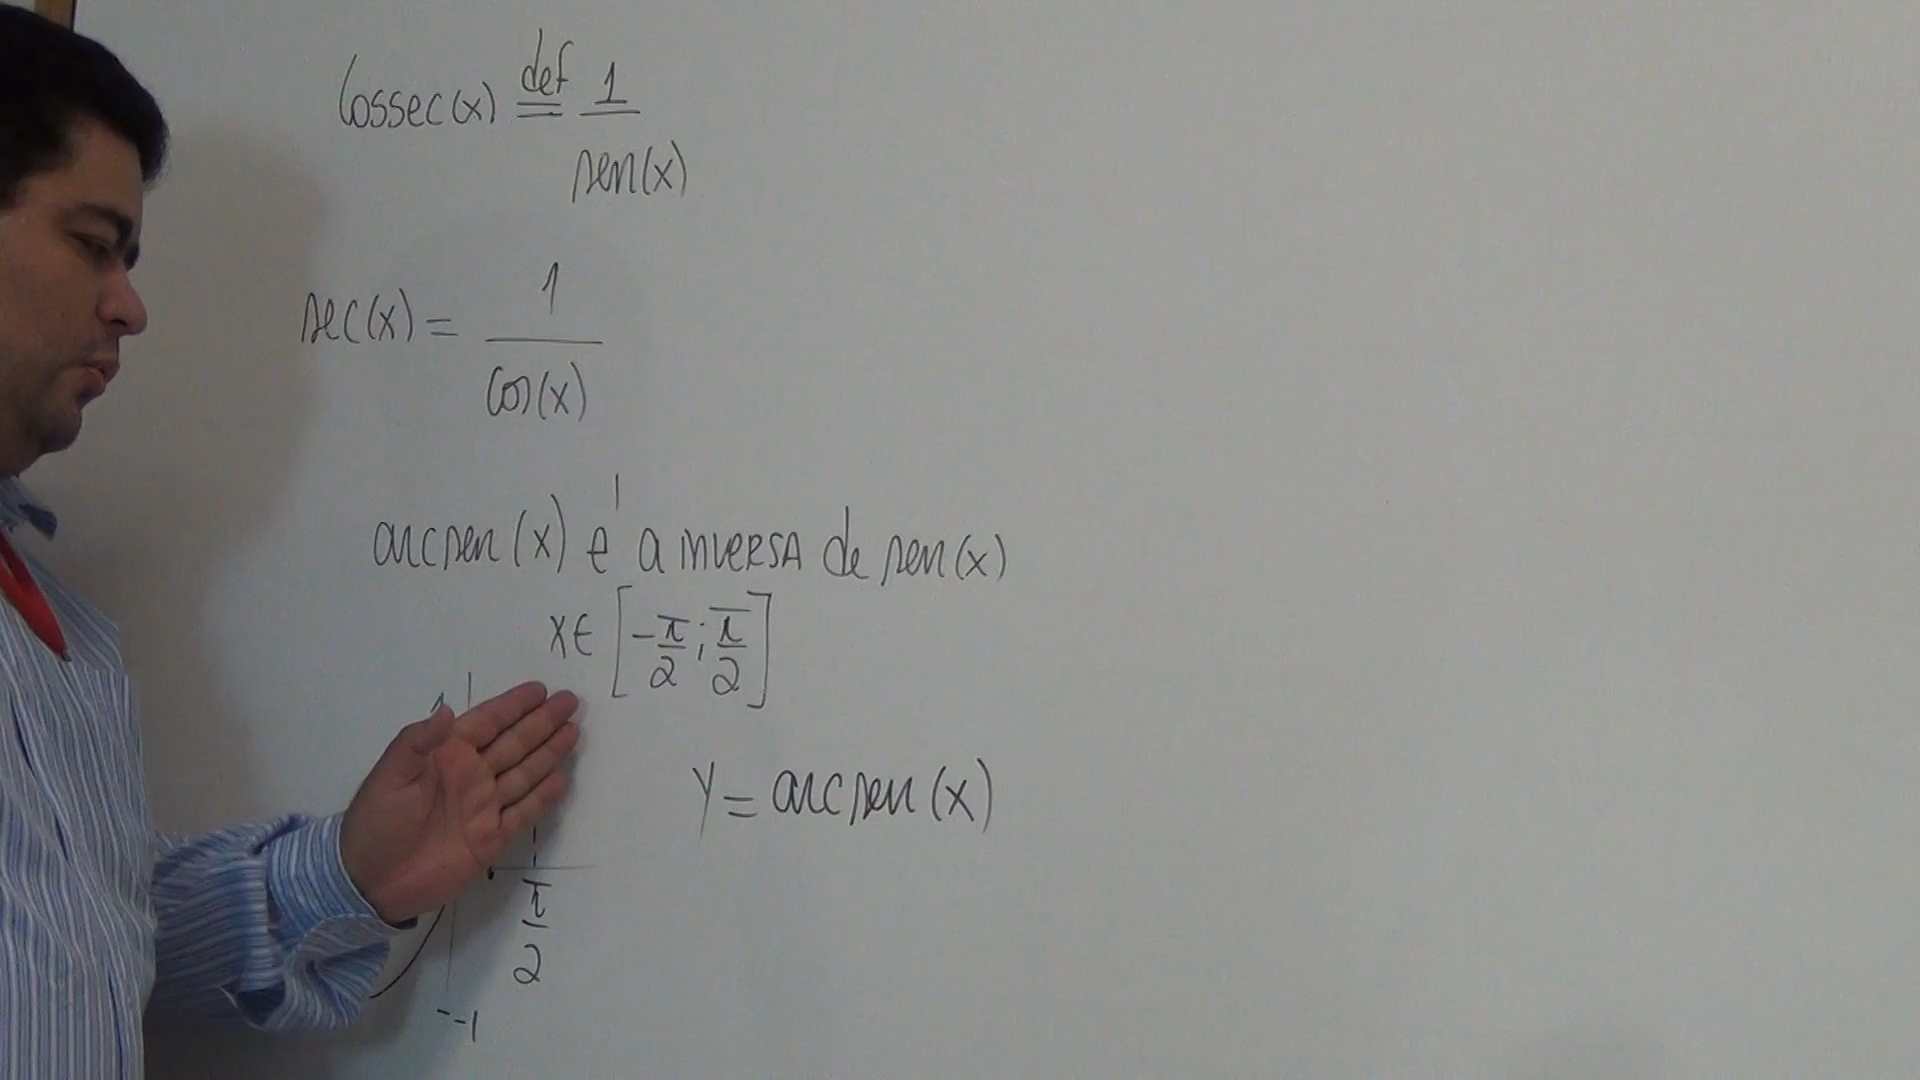 Cossec(x) def= 1
sen(x)
sec(x) = 1
cos(x)
arcsen(x) é a inversa de sen(x)
x∈ [-π/2 ; π/2]
y = arcsen(x)
π
2
-1